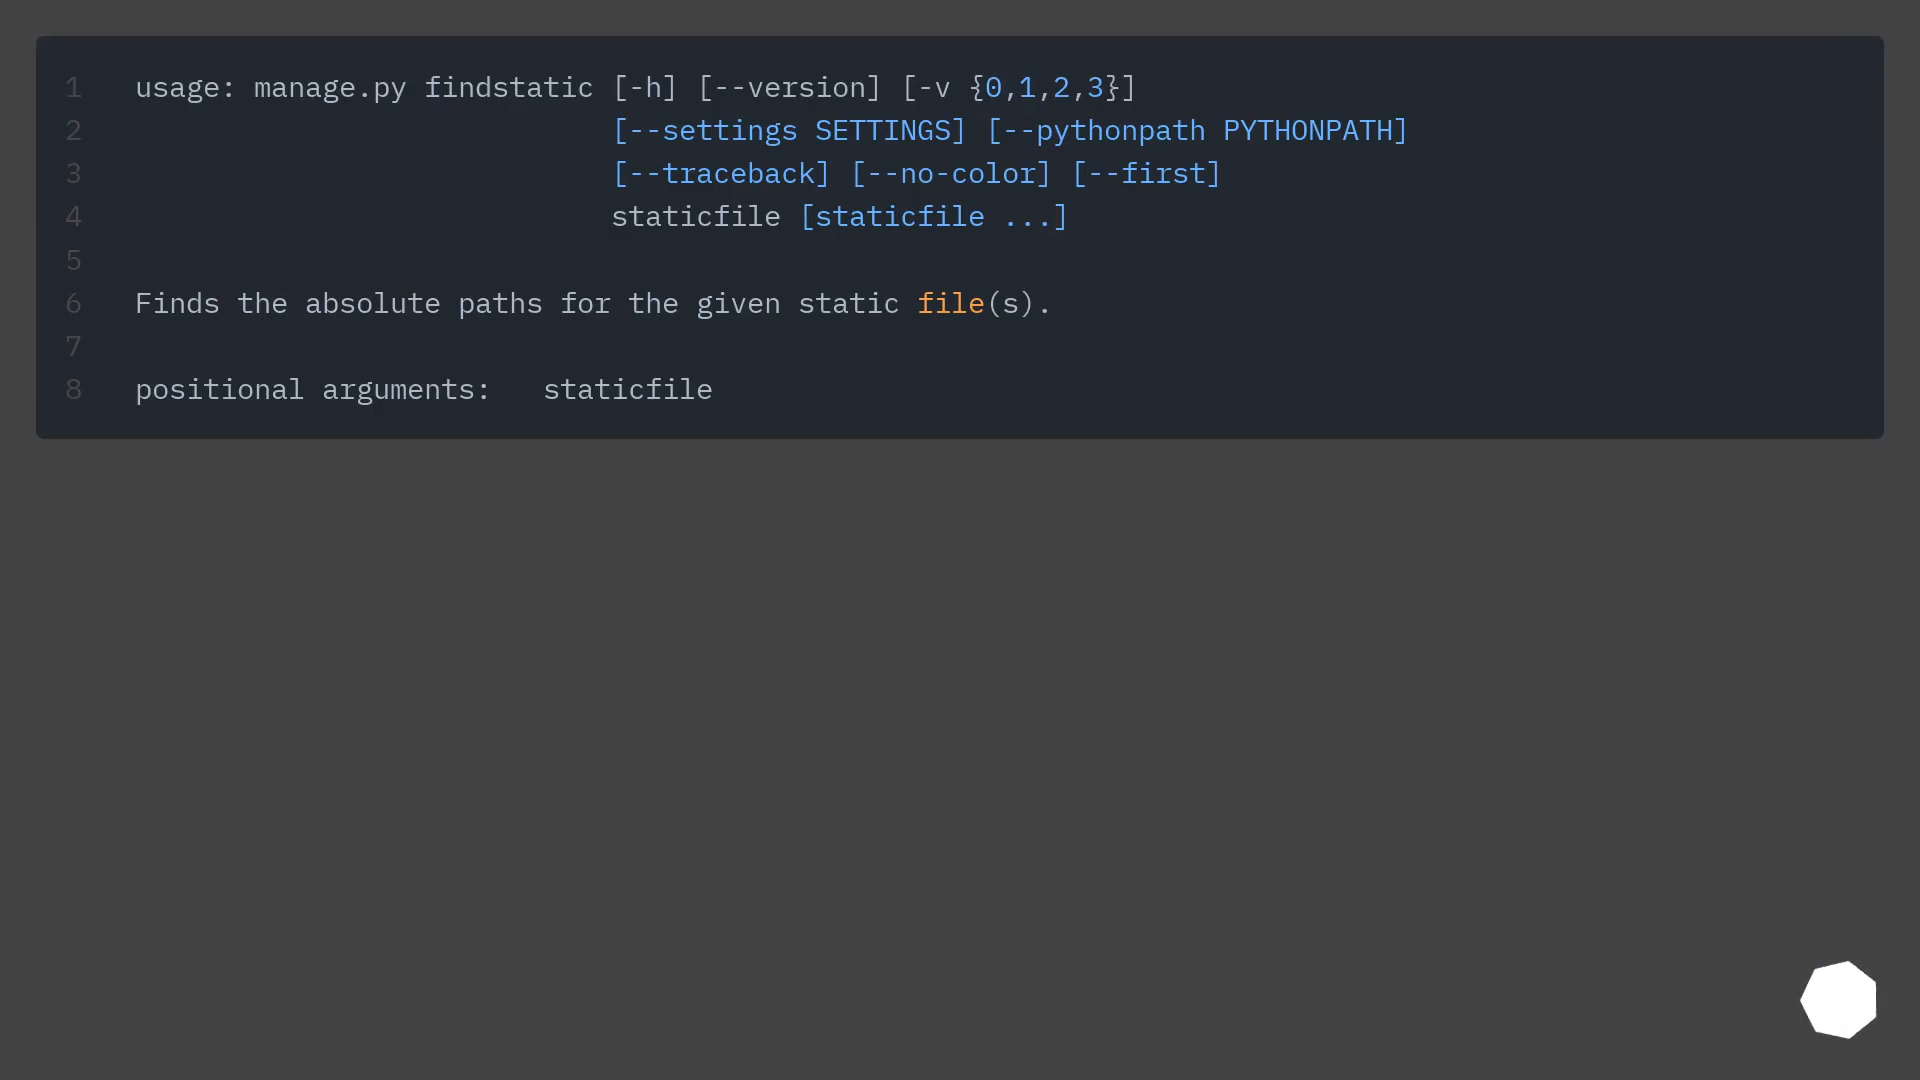 1 usage: manage.py findstatic [-h] [--version] [-v {0,1,2,3}]
2 [--settings SETTINGS] [--pythonpath PYTHONPATH]
3 [--traceback] [--no-color] [--first]
4 staticfile [staticfile ...]
5
6 Finds the absolute paths for the given static file(s).
7
8 positional arguments: staticfile